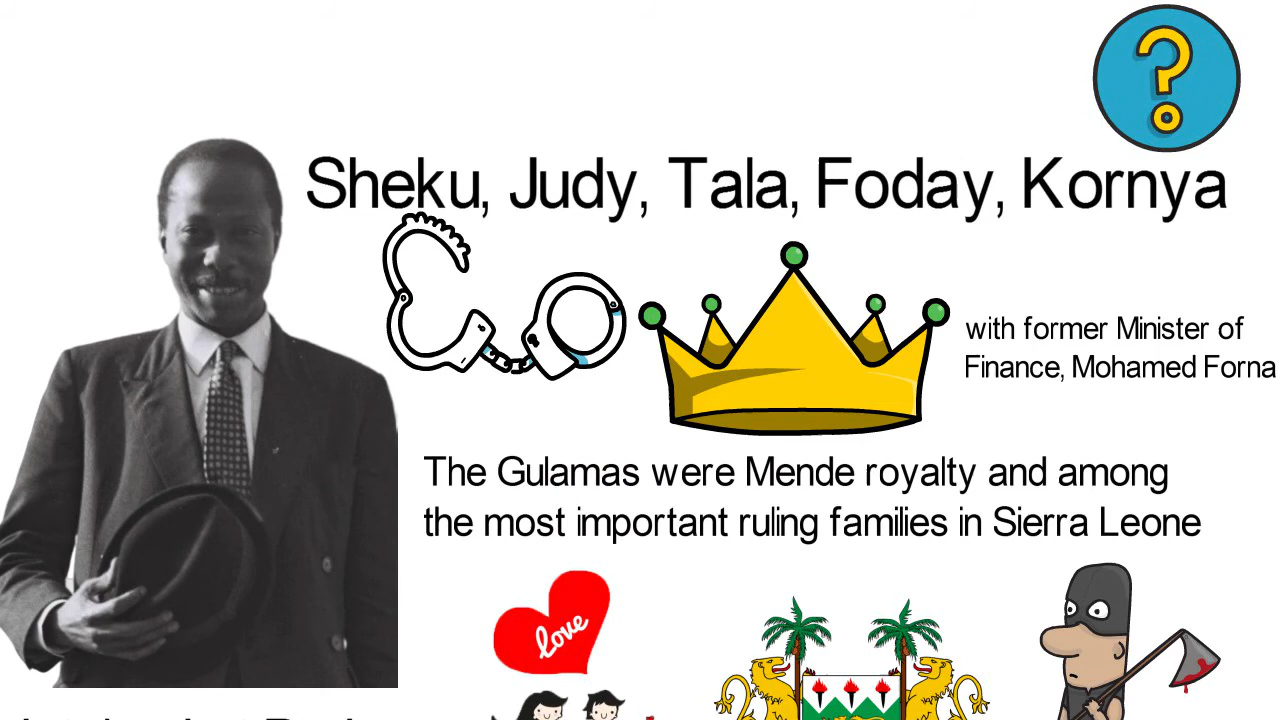 Sheku, Judy, Tala, Foday, Kornya
with former Minister of
Finance, Mohamed Forna
The Gulamas were Mende royalty and among
the most important ruling families in Sierra Leone
love